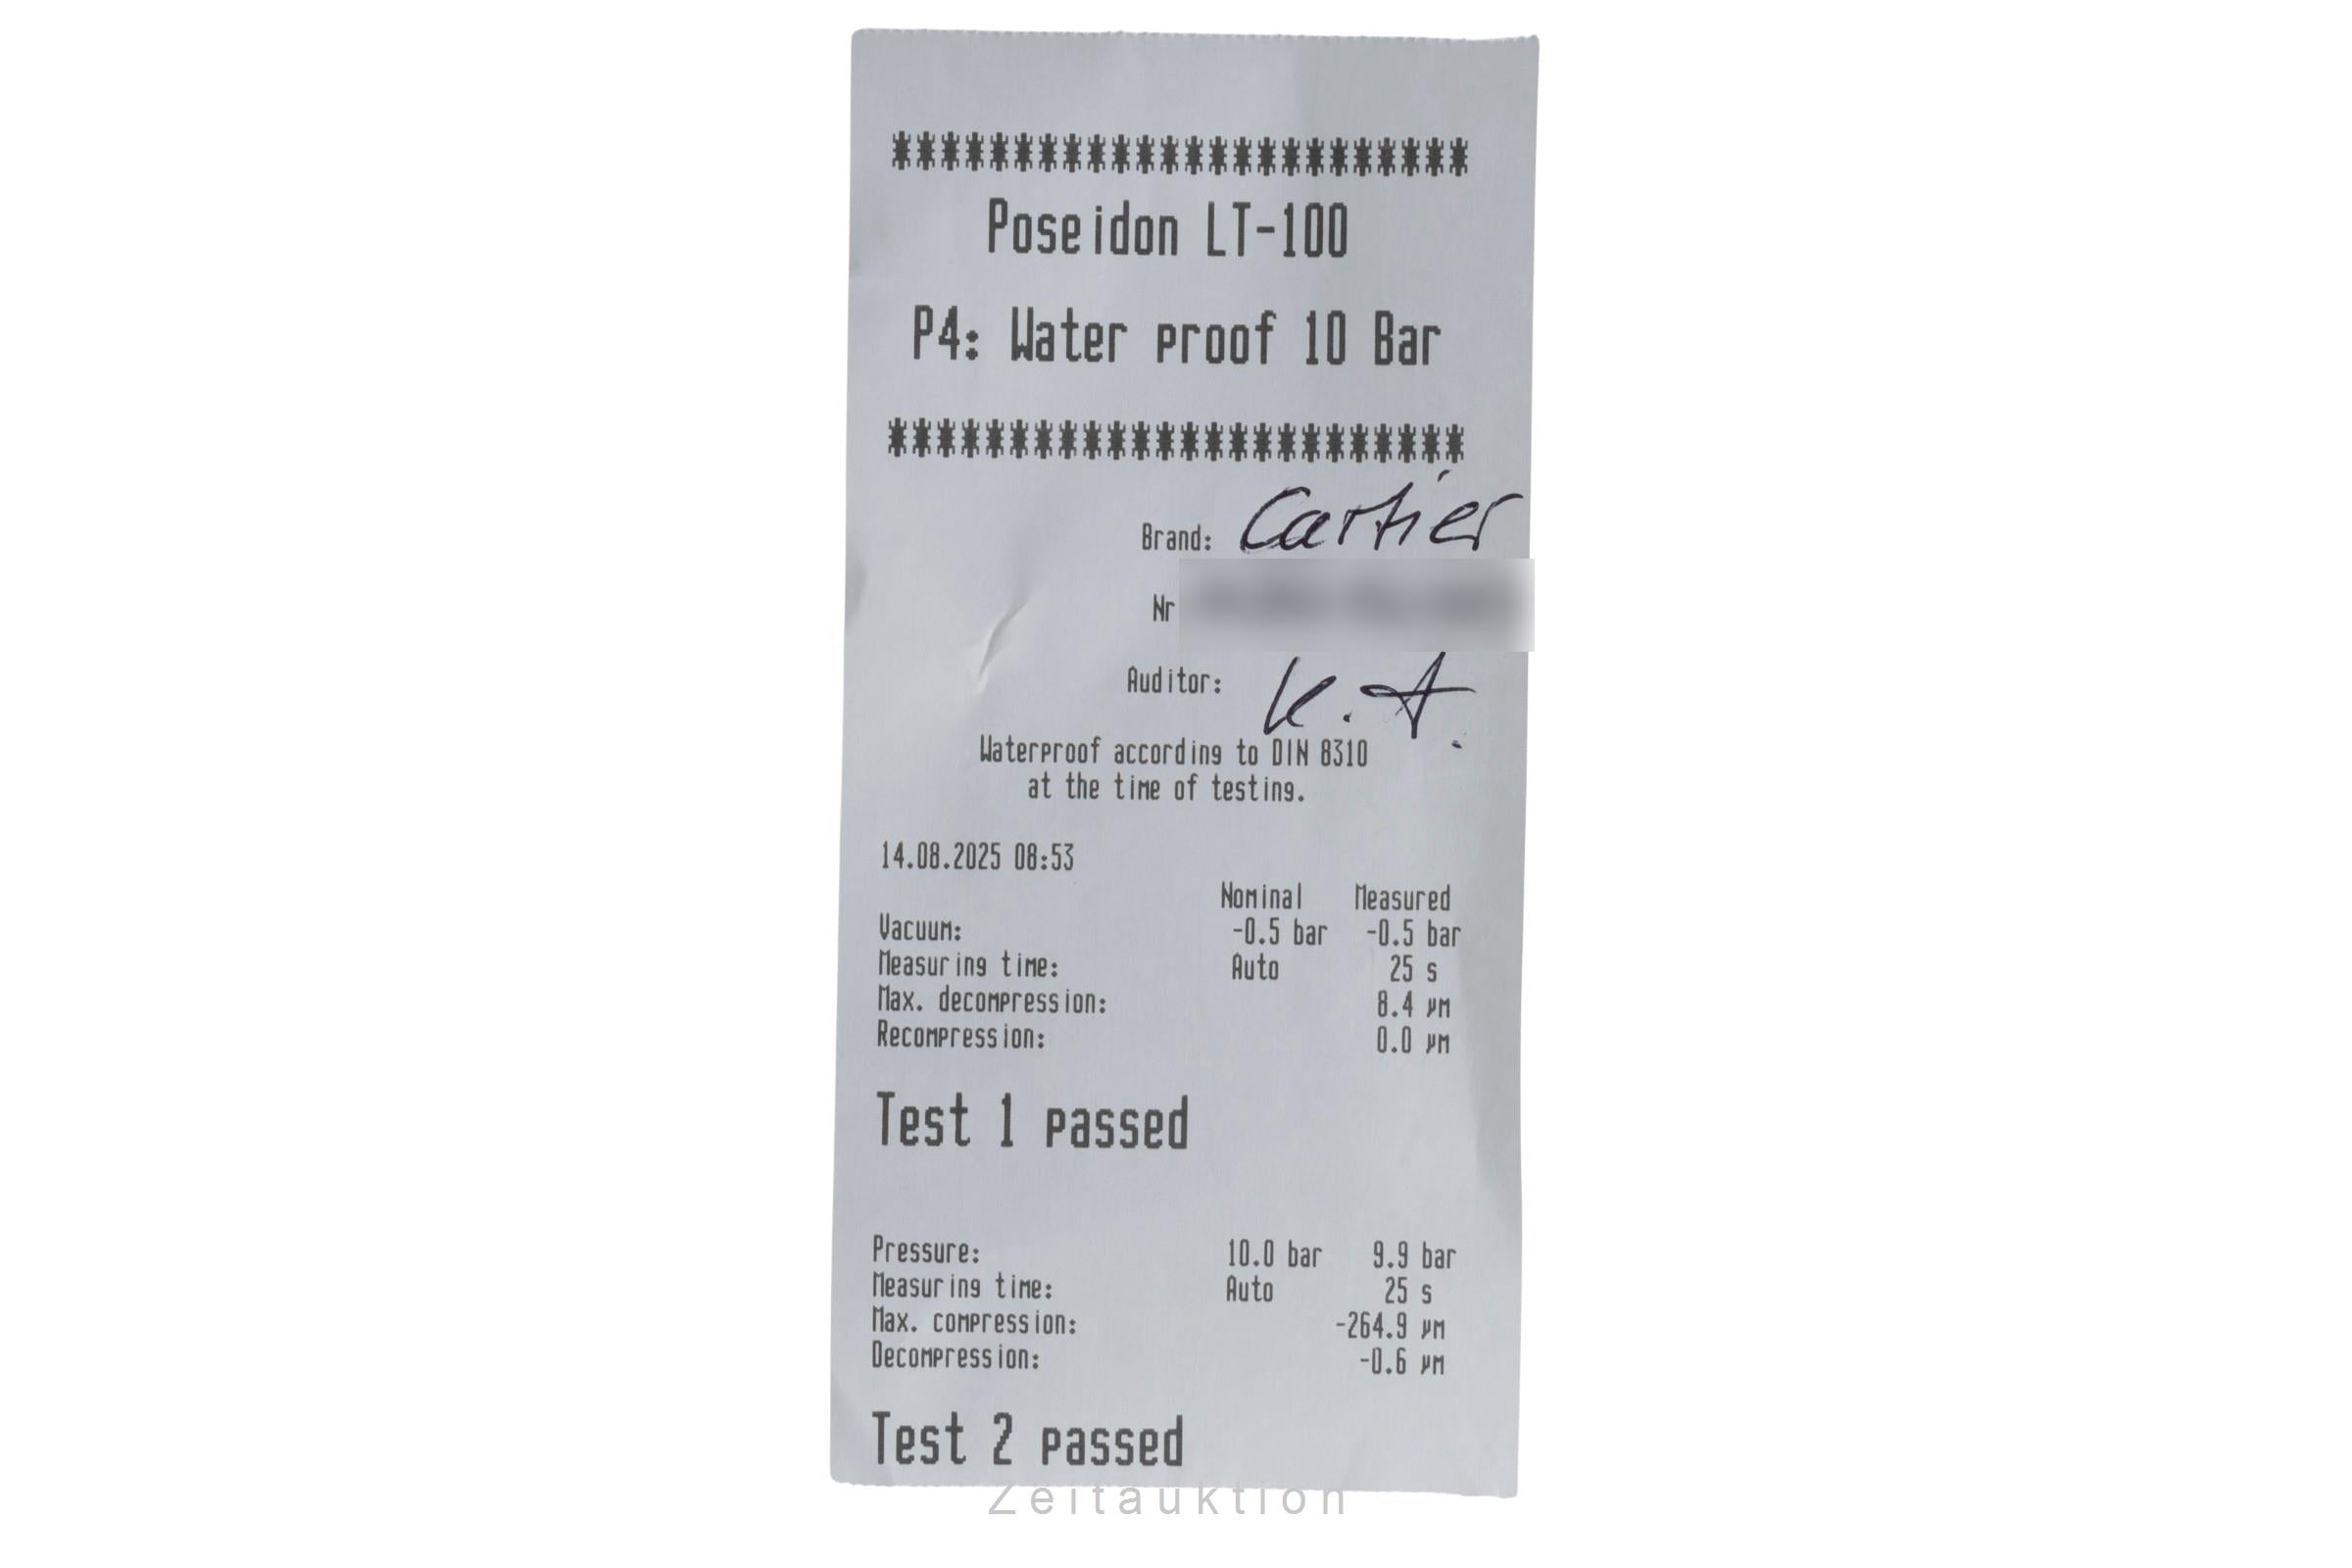 ************************
Poseidon LT-100
P4: Water proof 10 Bar
************************
Brand: Cartier
Nr
Auditor: K.A.
Waterproof according to DIN 8310
at the time of testing.
14.08.2025 08:53
Nominal Measured
Vacuum: -0.5 bar -0.5 bar
Measuring time: Auto 25 s
Max. decompression: 8.4 µm
Recompression: 0.0 µm
Test 1 passed
Pressure: 10.0 bar 9.9 bar
Measuring time: Auto 25 s
Max. compression: -264.9 µm
Decompression: -0.6 µm
Test 2 passed
Zeitauktion